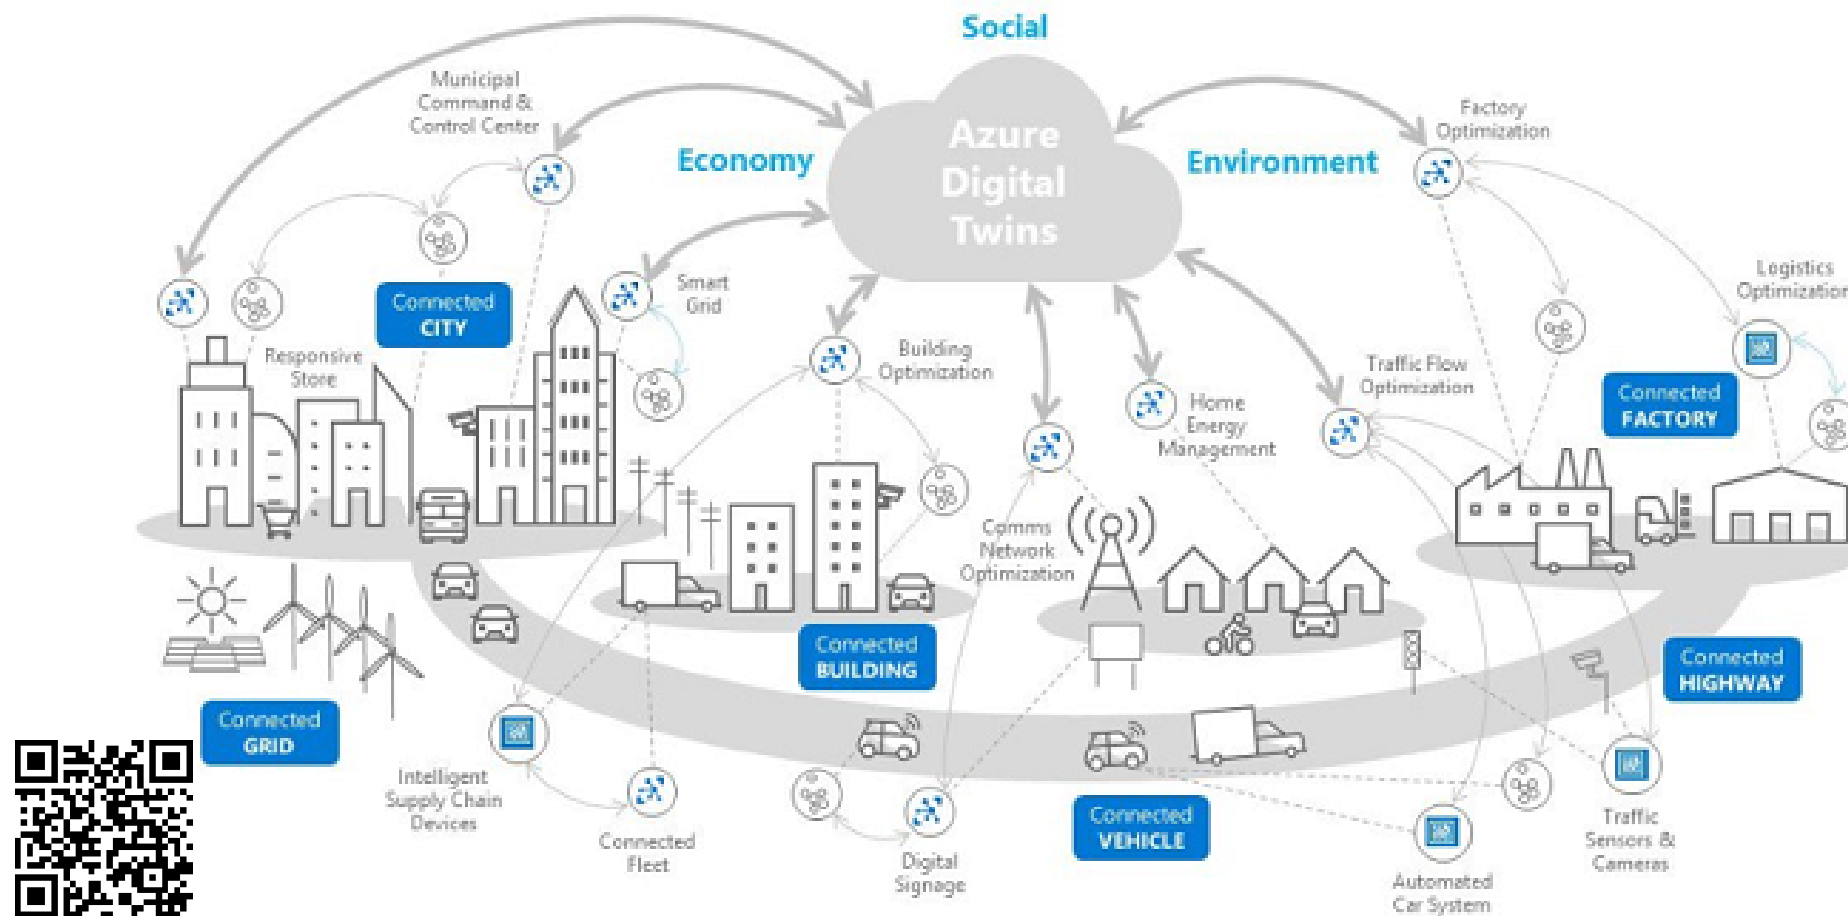 Social
Municipal
Command &
Control Center
Economy
Azure
Digital
Twins
Environment
Factory
Optimization
Connected
CITY
Smart
Grid
Responsive
Store
Building
Optimization
Home
Energy
Management
Traffic Flow
Optimization
Logistics
Optimization
Connected
FACTORY
Comms
Network
Optimization
Connected
BUILDING
Connected
HIGHWAY
Connected
GRID
Intelligent
Supply Chain
Devices
Connected
Fleet
Digital
Signage
Connected
VEHICLE
Automated
Car System
Traffic
Sensors &
Cameras